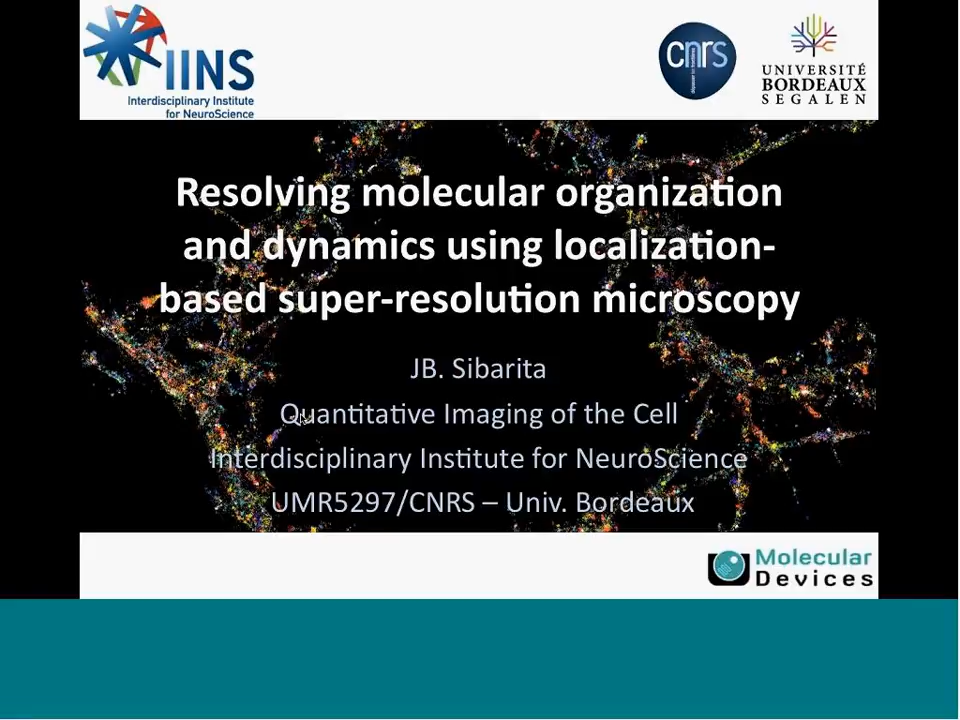 IINS
Interdisciplinary Institute
for NeuroScience
cnrs
UNIVERSITÉ
BORDEAUX
SEGALEN
Resolving molecular organization
and dynamics using localization-
based super-resolution microscopy
JB. Sibarita
Quantitative Imaging of the Cell
Interdisciplinary Institute for NeuroScience
UMR5297/CNRS – Univ. Bordeaux
Molecular
Devices